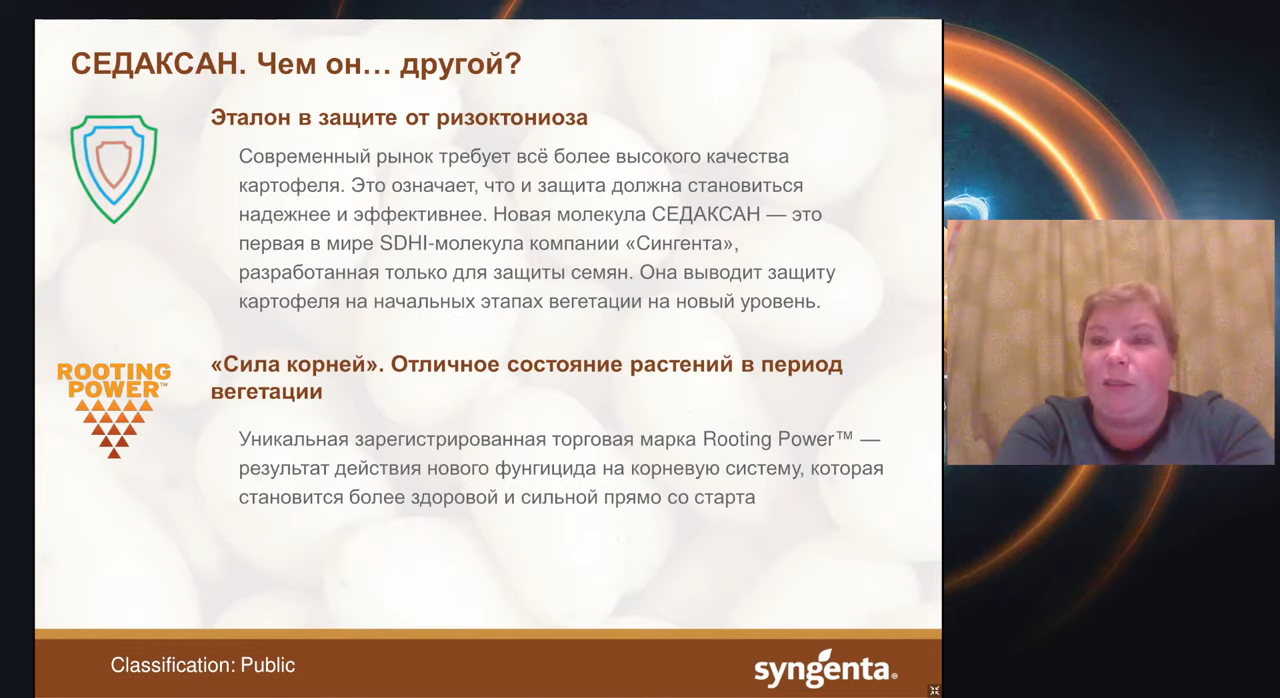 СЕДАКСАН. Чем он… другой?
Эталон в защите от ризоктониоза
Современный рынок требует всё более высокого качества
картофеля. Это означает, что и защита должна становиться
надежнее и эффективнее. Новая молекула СЕДАКСАН — это
первая в мире SDHI-молекула компании «Сингента»,
разработанная только для защиты семян. Она выводит защиту
картофеля на начальных этапах вегетации на новый уровень.
ROOTING
POWER™
«Сила корней». Отличное состояние растений в период
вегетации
Уникальная зарегистрированная торговая марка Rooting Power™ —
результат действия нового фунгицида на корневую систему, которая
становится более здоровой и сильной прямо со старта
Classification: Public
syngenta®